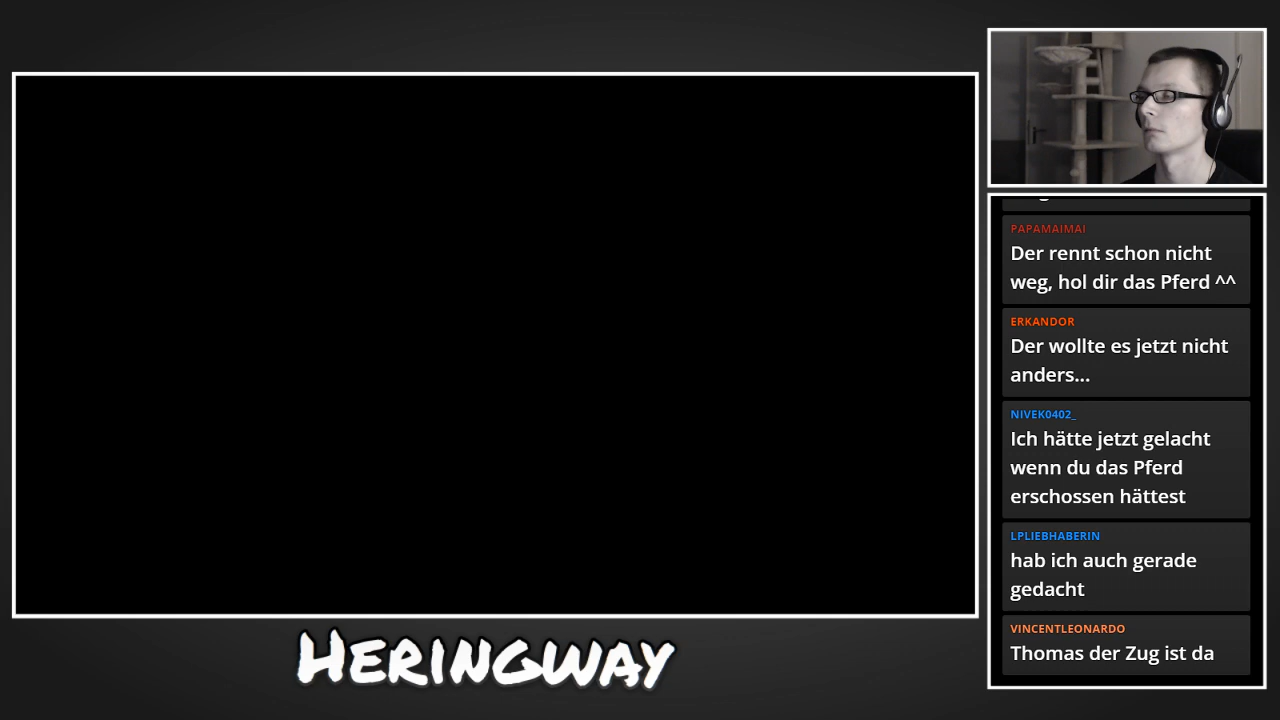 PAPAMAIMAI
Der rennt schon nicht
weg, hol dir das Pferd ^^
ERKANDOR
Der wollte es jetzt nicht
anders...
NIVEK0402_
Ich hätte jetzt gelacht
wenn du das Pferd
erschossen hättest
LPLIEBHABERIN
hab ich auch gerade
gedacht
VINCENTLEONARDO
Thomas der Zug ist da
HERINGWAY